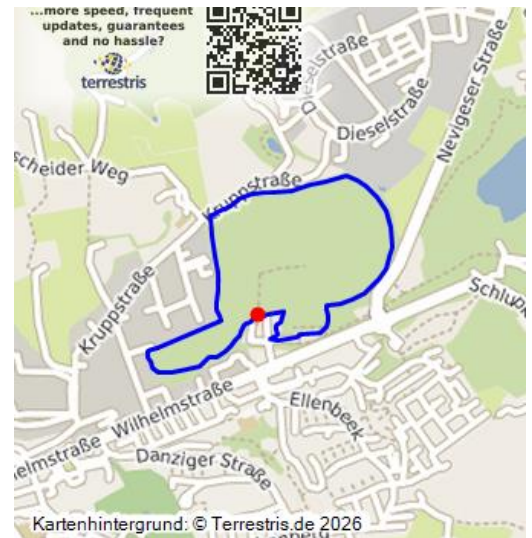 ...more speed, frequent
updates, guarantees
and no hassle?
terrestris
Dieselstraße
Dieselstraße
Nevigeser Straße
scheider Weg
Kruppstraße
Kruppstraße
Schlu
Wilhelmstraße
elmstraße
Ellenbeek
Danziger Straße
Kartenhintergrund: © Terrestris.de 2026